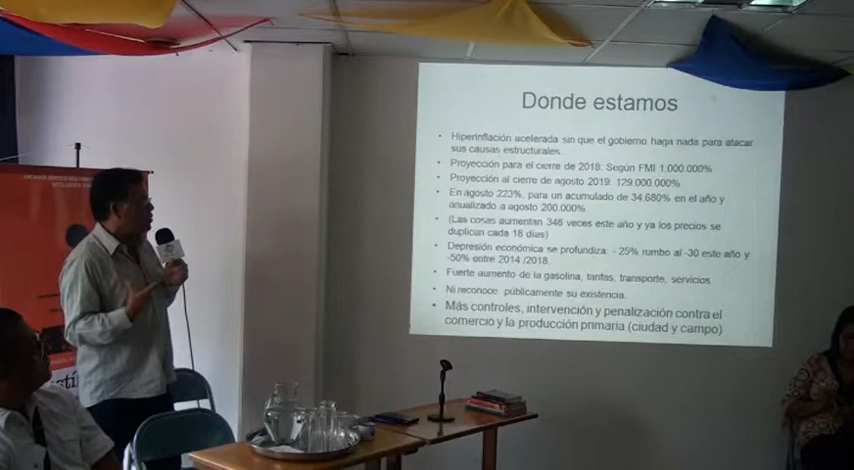 Donde estamos
• Hiperinflación acelerada sin que el gobierno haga nada para atacar
sus causas estructurales.
• Proyección para el cierre de 2018: Según FMI 1.000.000%
• Proyección al cierre de agosto 2019: 129.000.000%
• En agosto 223%, para un acumulado de 34.680% en el año y
anualizado a agosto 200.000%
• (Las cosas aumentan 346 veces este año y ya los precios se
duplican cada 18 días)
• Depresión económica se profundiza: - 25% rumbo al -30 este año y
-50% entre 2014 /2018.
• Fuerte aumento de la gasolina, tarifas, transporte, servicios
• Ni reconoce públicamente su existencia.
• Más controles, intervención y penalización contra el
comercio y la producción primaria (ciudad y campo)